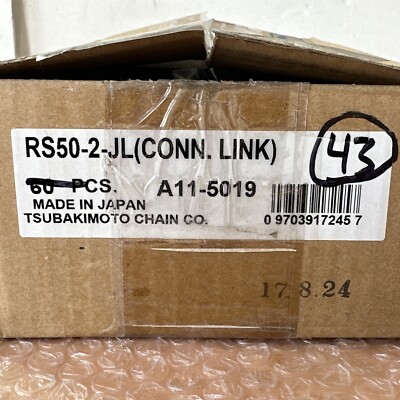 RS50-2-JL(CONN. LINK)
43
60 PCS. A11-5019
MADE IN JAPAN
TSUBAKIMOTO CHAIN CO.
0 9703917245 7
17.8.24